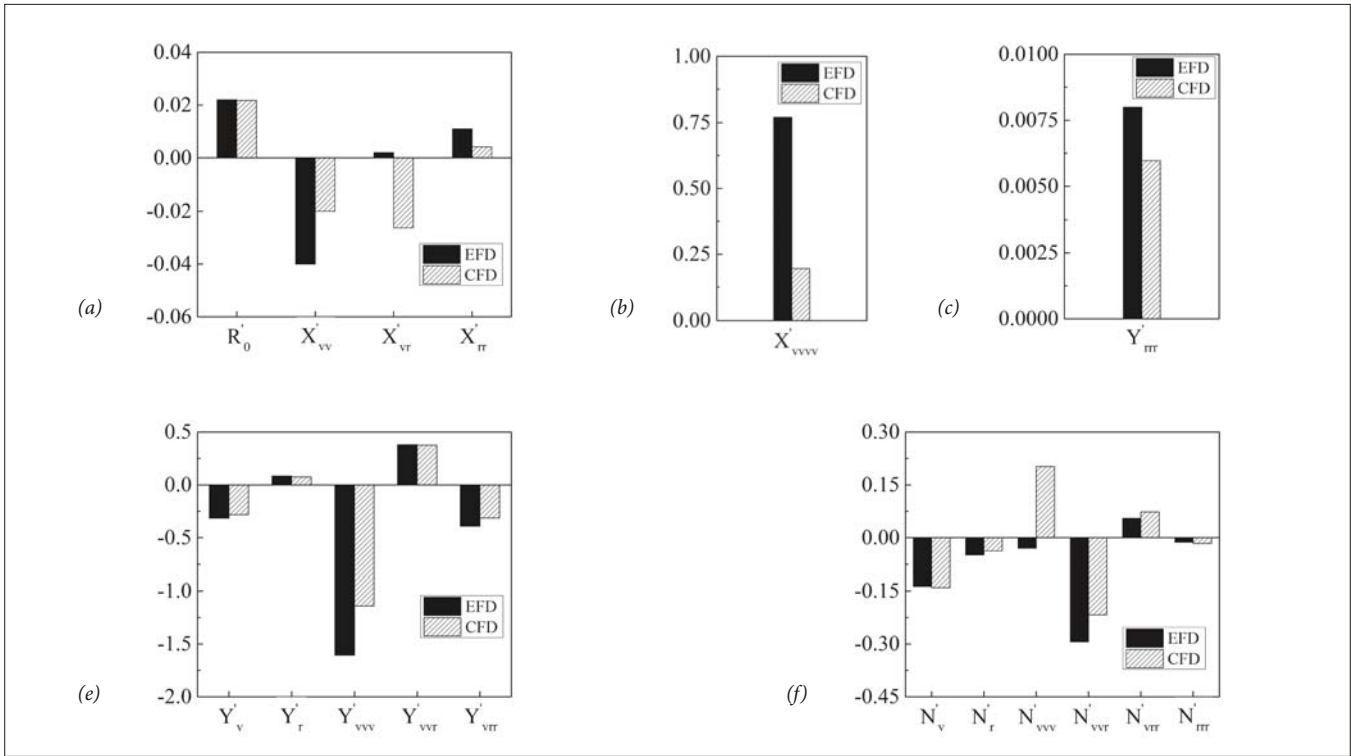 0.04
0.02
0.00
-0.02
-0.04
-0.06
EFD
CFD
R'0 X'vv X'vr X'rr
(a)
1.00
0.75
0.50
0.25
0.00
EFD
CFD
X'vvvv
(b)
0.0100
0.0075
0.0050
0.0025
0.0000
EFD
CFD
Y'rrr
(c)
0.5
0.0
-0.5
-1.0
-1.5
-2.0
EFD
CFD
Y'v Y'r Y'vvv Y'vvr Y'vrr
(e)
0.30
0.15
0.00
-0.15
-0.30
-0.45
EFD
CFD
N'v N'r N'vvv N'vvr N'vrr N'rrr
(f)